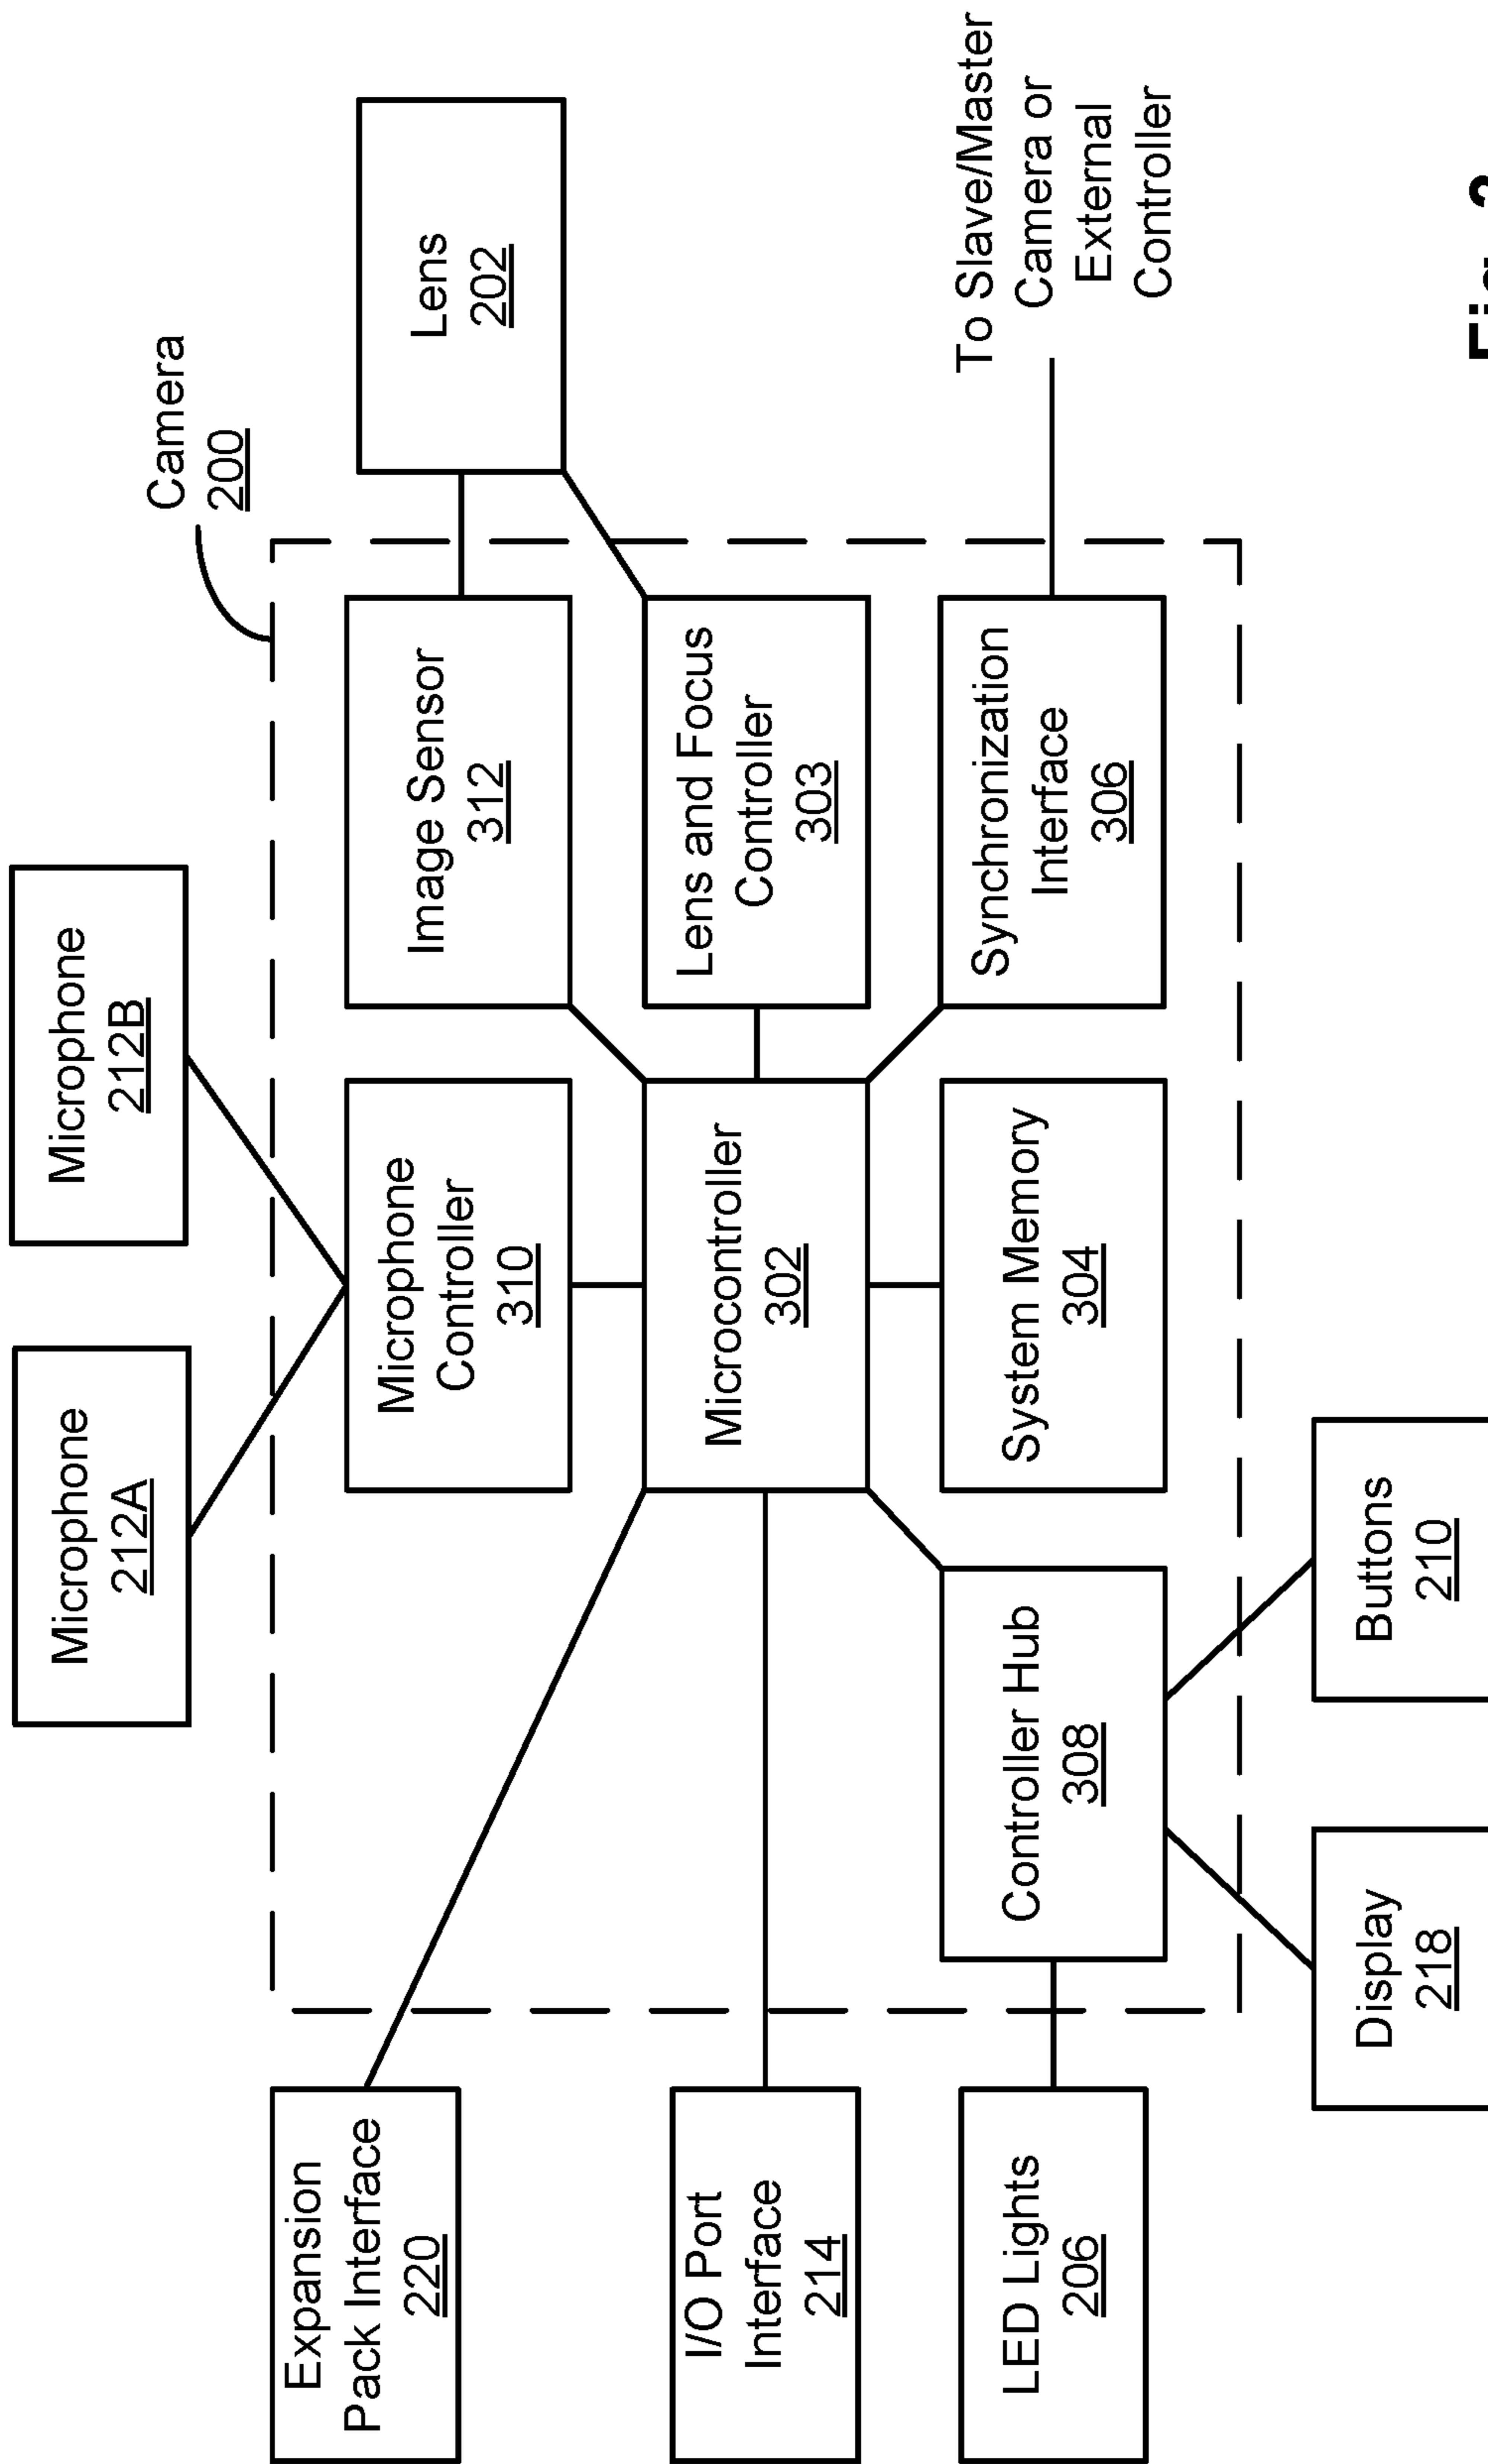 Microphone
212A
Microphone
212B
Camera
200
Expansion
Pack Interface
220
Microphone
Controller
310
Image Sensor
312
Lens
202
I/O Port
Interface
214
Microcontroller
302
Lens and Focus
Controller
303
LED Lights
206
Controller Hub
308
System Memory
304
Synchronization
Interface
306
To Slave/Master
Camera or
External
Controller
Display
218
Buttons
210